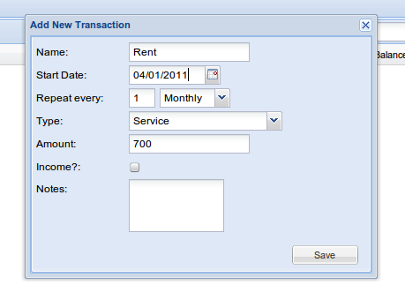 Add New Transaction
Balance
Name: Rent
Start Date: 04/01/2011
Repeat every: 1 Monthly
Type: Service
Amount: 700
Income?:
Notes:
Save